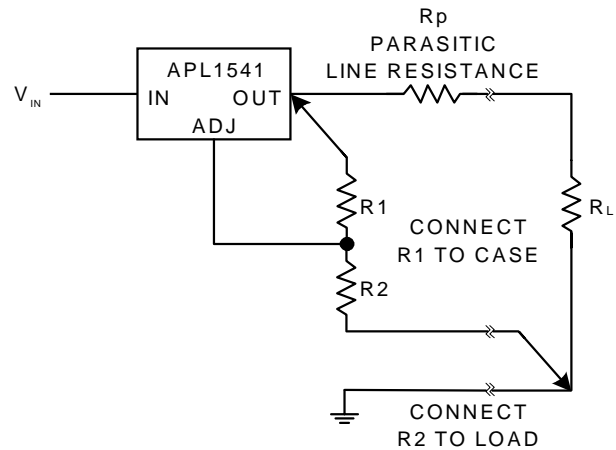 Rp
PARASITIC
LINE RESISTANCE
APL1541
VIN
IN OUT
ADJ
R1
RL
CONNECT
R1 TO CASE
R2
CONNECT
R2 TO LOAD